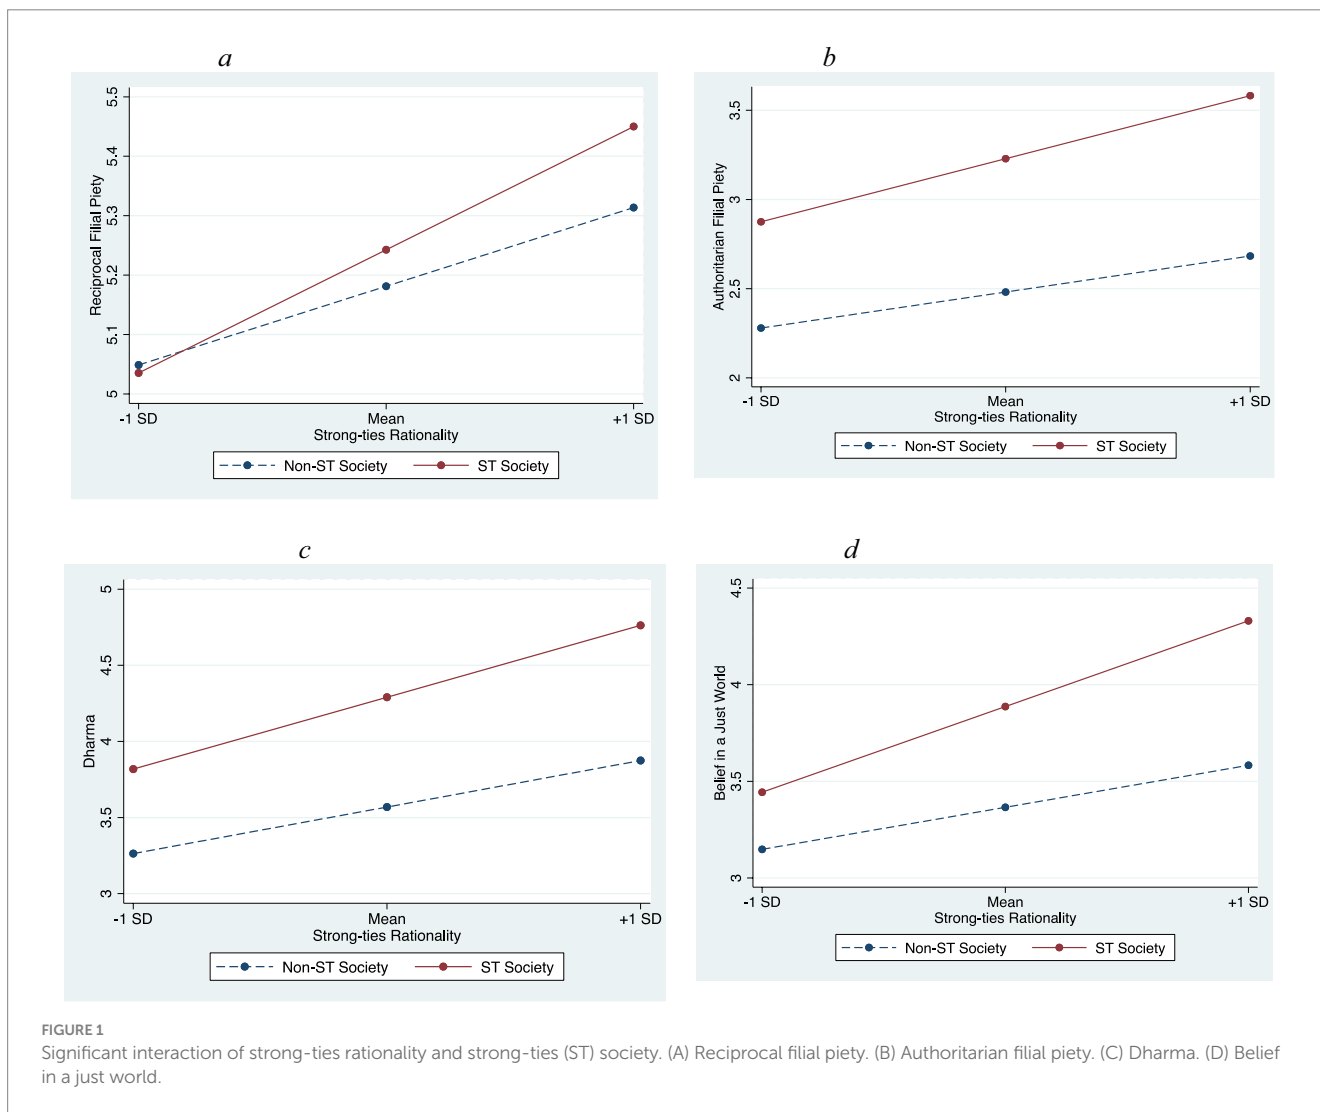 a
5.5
5.4
5.3
5.2
5.1
5
Reciprocal Filial Piety
-1 SD Mean +1 SD
Strong-ties Rationality
Non-ST Society ST Society
b
3.5
3
2.5
2
Authoritarian Filial Piety
-1 SD Mean +1 SD
Strong-ties Rationality
Non-ST Society ST Society
c
5
4.5
4
3.5
3
Dharma
-1 SD Mean +1 SD
Strong-ties Rationality
Non-ST Society ST Society
d
4.5
4
3.5
3
Belief in a Just World
-1 SD Mean +1 SD
Strong-ties Rationality
Non-ST Society ST Society
FIGURE 1
Significant interaction of strong-ties rationality and strong-ties (ST) society. (A) Reciprocal filial piety. (B) Authoritarian filial piety. (C) Dharma. (D) Belief
in a just world.